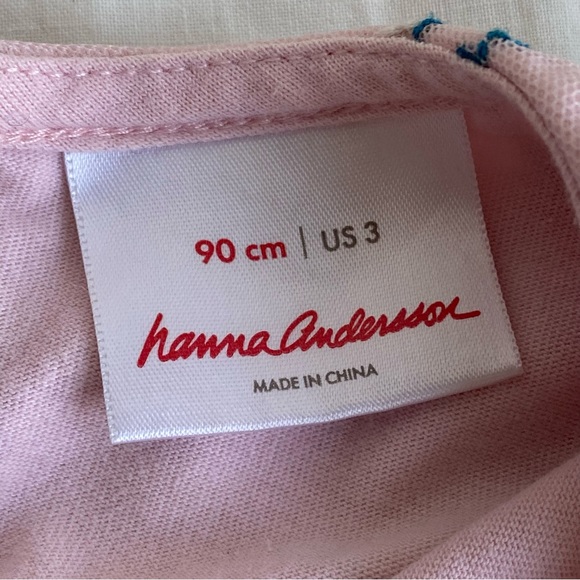 90 cm | US 3
hanna andersson
MADE IN CHINA